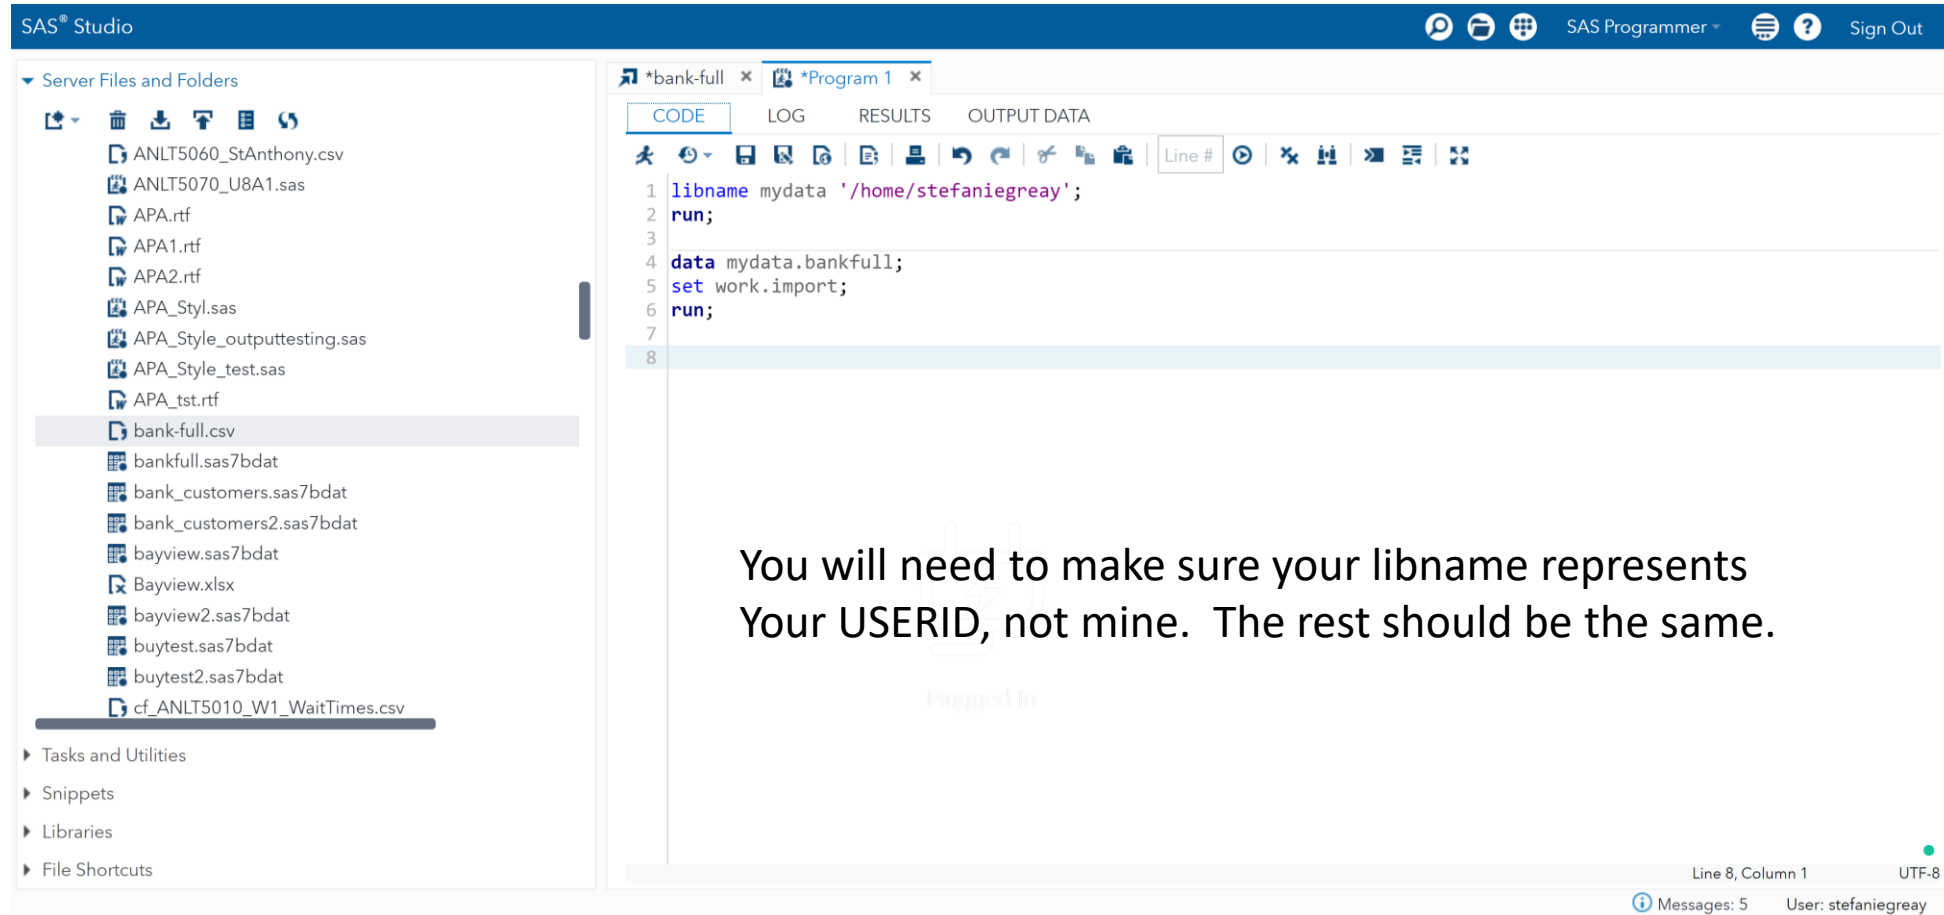 SAS® Studio
SAS Programmer
Sign Out
Server Files and Folders
ANLT5060_StAnthony.csv
ANLT5070_U8A1.sas
APA.rtf
APA1.rtf
APA2.rtf
APA_Styl.sas
APA_Style_outputtesting.sas
APA_Style_test.sas
APA_tst.rtf
bank-full.csv
bankfull.sas7bdat
bank_customers.sas7bdat
bank_customers2.sas7bdat
bayview.sas7bdat
Bayview.xlsx
bayview2.sas7bdat
buytest.sas7bdat
buytest2.sas7bdat
cf_ANLT5010_W1_WaitTimes.csv
Tasks and Utilities
Snippets
Libraries
File Shortcuts
*bank-full
*Program 1
CODE LOG RESULTS OUTPUT DATA
Line #
1 libname mydata '/home/stefaniegreay';
2 run;
3
4 data mydata.bankfull;
5 set work.import;
6 run;
7
8
You will need to make sure your libname represents
Your USERID, not mine. The rest should be the same.
Plugged In
Line 8, Column 1 UTF-8
Messages: 5 User: stefaniegreay